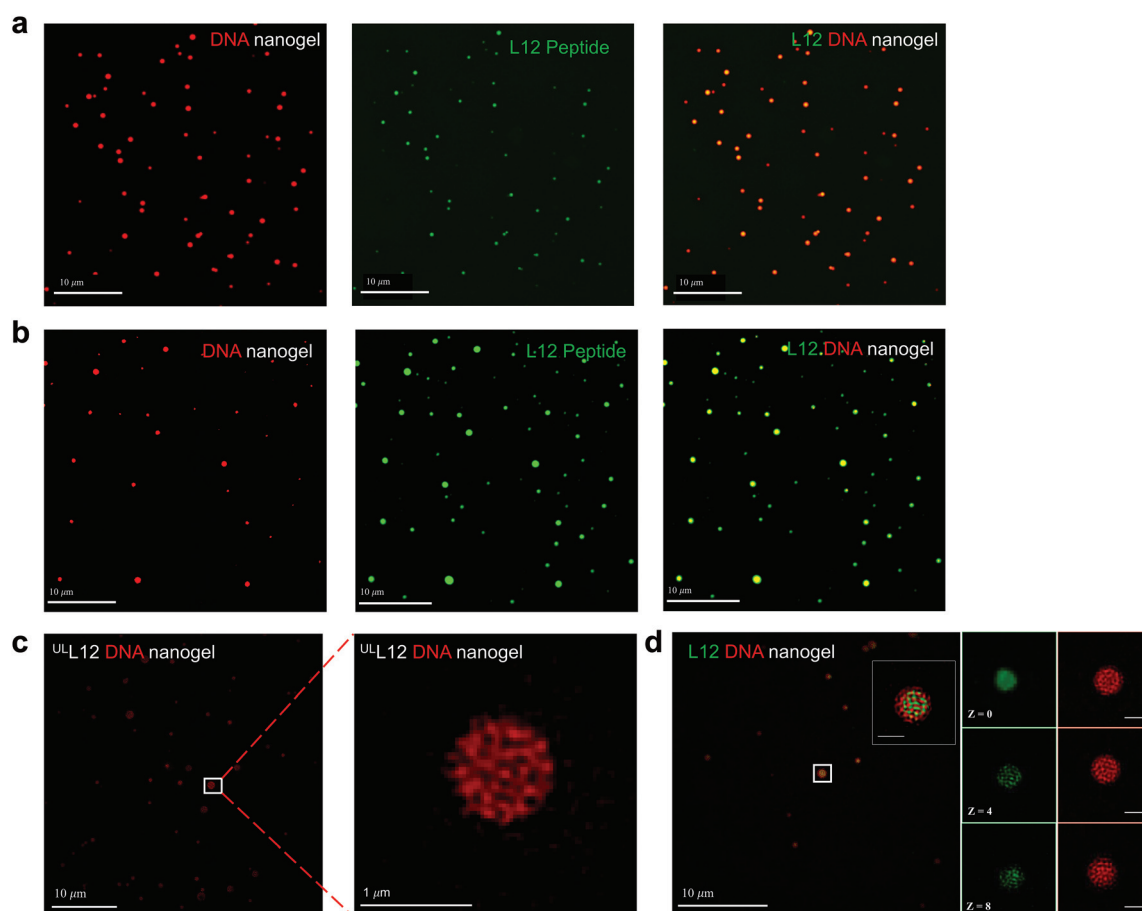 a
DNA nanogel
L12 Peptide
L12 DNA nanogel
10 μm
10 μm
10 μm
b
DNA nanogel
L12 Peptide
L12 DNA nanogel
10 μm
10 μm
10 μm
c
ULL12 DNA nanogel
ULL12 DNA nanogel
10 μm
1 μm
d
L12 DNA nanogel
10 μm
Z = 0
Z = 4
Z = 8